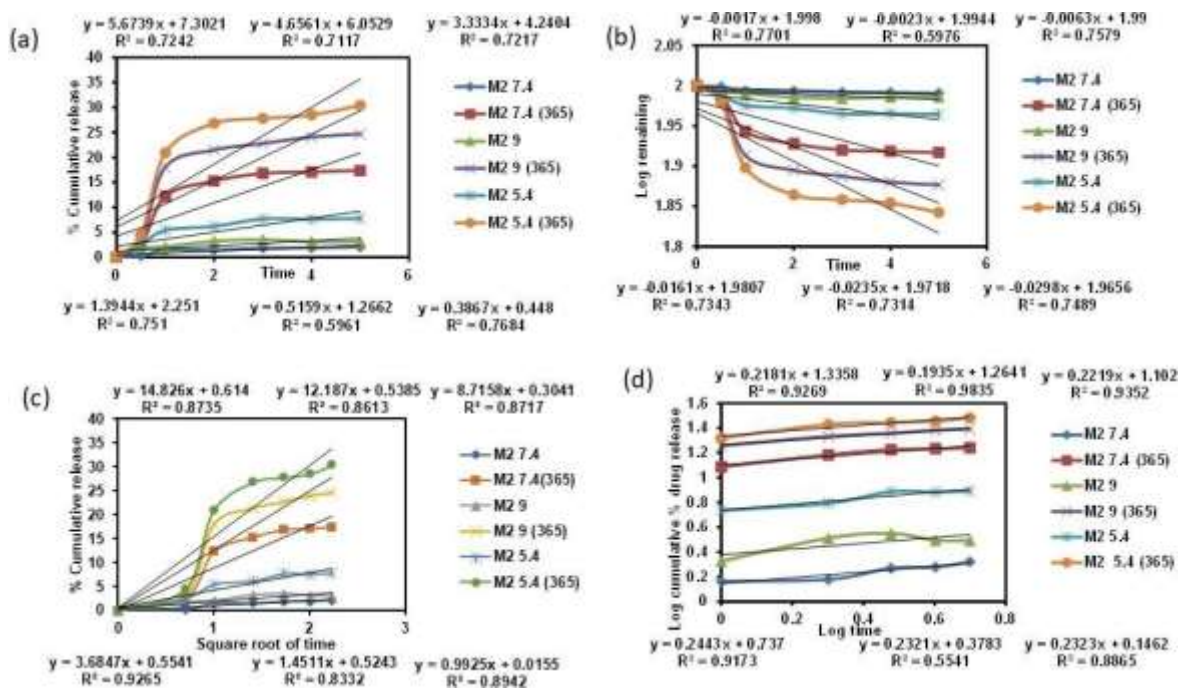 (a)
y = 5.6739x + 7.3021 y = 4.6561x + 6.0529 y = 3.3334x + 4.2404
R² = 0.7242 R² = 0.7117 R² = 0.7217
% Cumulative release
40
35
30
25
20
15
10
5
0
0 2 4 6
Time
M2 7.4
M2 7.4 (365)
M2 9
M2 9 (365)
M2 5.4
M2 5.4 (365)
y = 1.3944x + 2.251 y = 0.5159x + 1.2662 y = 0.3867x + 0.448
R² = 0.751 R² = 0.5961 R² = 0.7684
(b)
y = -0.0017x + 1.998 y = -0.0023x + 1.9944 y = -0.0063x + 1.99
R² = 0.7701 R² = 0.5976 R² = 0.7579
Log remaining
2.05
2
1.95
1.9
1.85
1.8
0 2 4 6
Time
M2 7.4
M2 7.4 (365)
M2 9
M2 9 (365)
M2 5.4
M2 5.4 (365)
y = -0.0161x + 1.9807 y = -0.0235x + 1.9718 y = -0.0298x + 1.9656
R² = 0.7343 R² = 0.7314 R² = 0.7489
(c)
y = 14.826x + 0.614 y = 12.187x + 0.5385 y = 8.7158x + 0.3041
R² = 0.8735 R² = 0.8613 R² = 0.8717
% Cumulative release
40
35
30
25
20
15
10
5
0
0 1 2 3
Square root of time
M2 7.4
M2 7.4(365)
M2 9
M2 9 (365)
M2 5.4
M2 5.4 (365)
y = 3.6847x + 0.5541 y = 1.4511x + 0.5243 y = 0.9925x + 0.0155
R² = 0.9265 R² = 0.8332 R² = 0.8942
(d)
y = 0.2181x + 1.3358 y = 0.1935x + 1.2641 y = 0.2219x + 1.102
R² = 0.9269 R² = 0.9835 R² = 0.9352
Log cumulative % drug release
1.6
1.4
1.2
1
0.8
0.6
0.4
0.2
0
0 0.2 0.4 0.6 0.8
Log time
M2 7.4
M2 7.4 (365)
M2 9
M2 9 (365)
M2 5.4
M2 5.4 (365)
y = 0.2443x + 0.737 y = 0.2321x + 0.3783 y = 0.2323x + 0.1462
R² = 0.9173 R² = 0.5541 R² = 0.8865